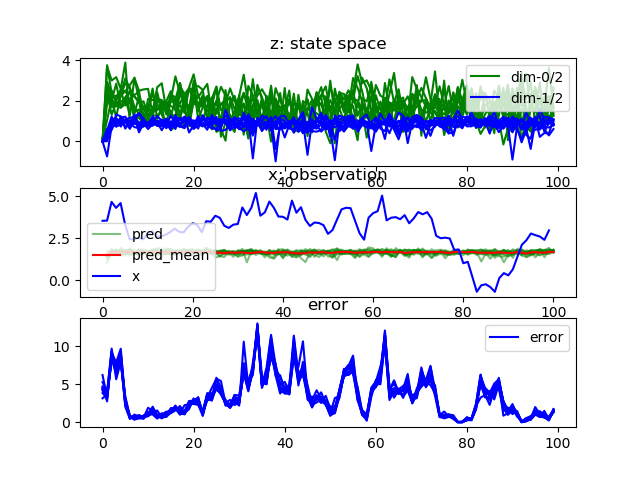 z: state space
4
2
0
dim-0/2
dim-1/2
0 20 40 60 80 100
x: observation
5.0
2.5
0.0
pred
pred_mean
x
0 20 40 60 80 100
error
10
5
0
error
0 20 40 60 80 100